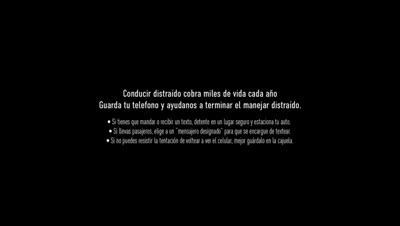 Conducir distraído cobra miles de vida cada año
Guarda tu telefono y ayudanos a terminar el manejar distraido.
• Si tienes que mandar o recibir un texto, detente en un lugar seguro y estaciona tu auto.
• Si llevas pasajeros, elige a un "mensajero designado" para que se encargue de textear.
• Si no puedes resistir la tentación de voltear a ver el celular, mejor guárdalo en la cajuela.